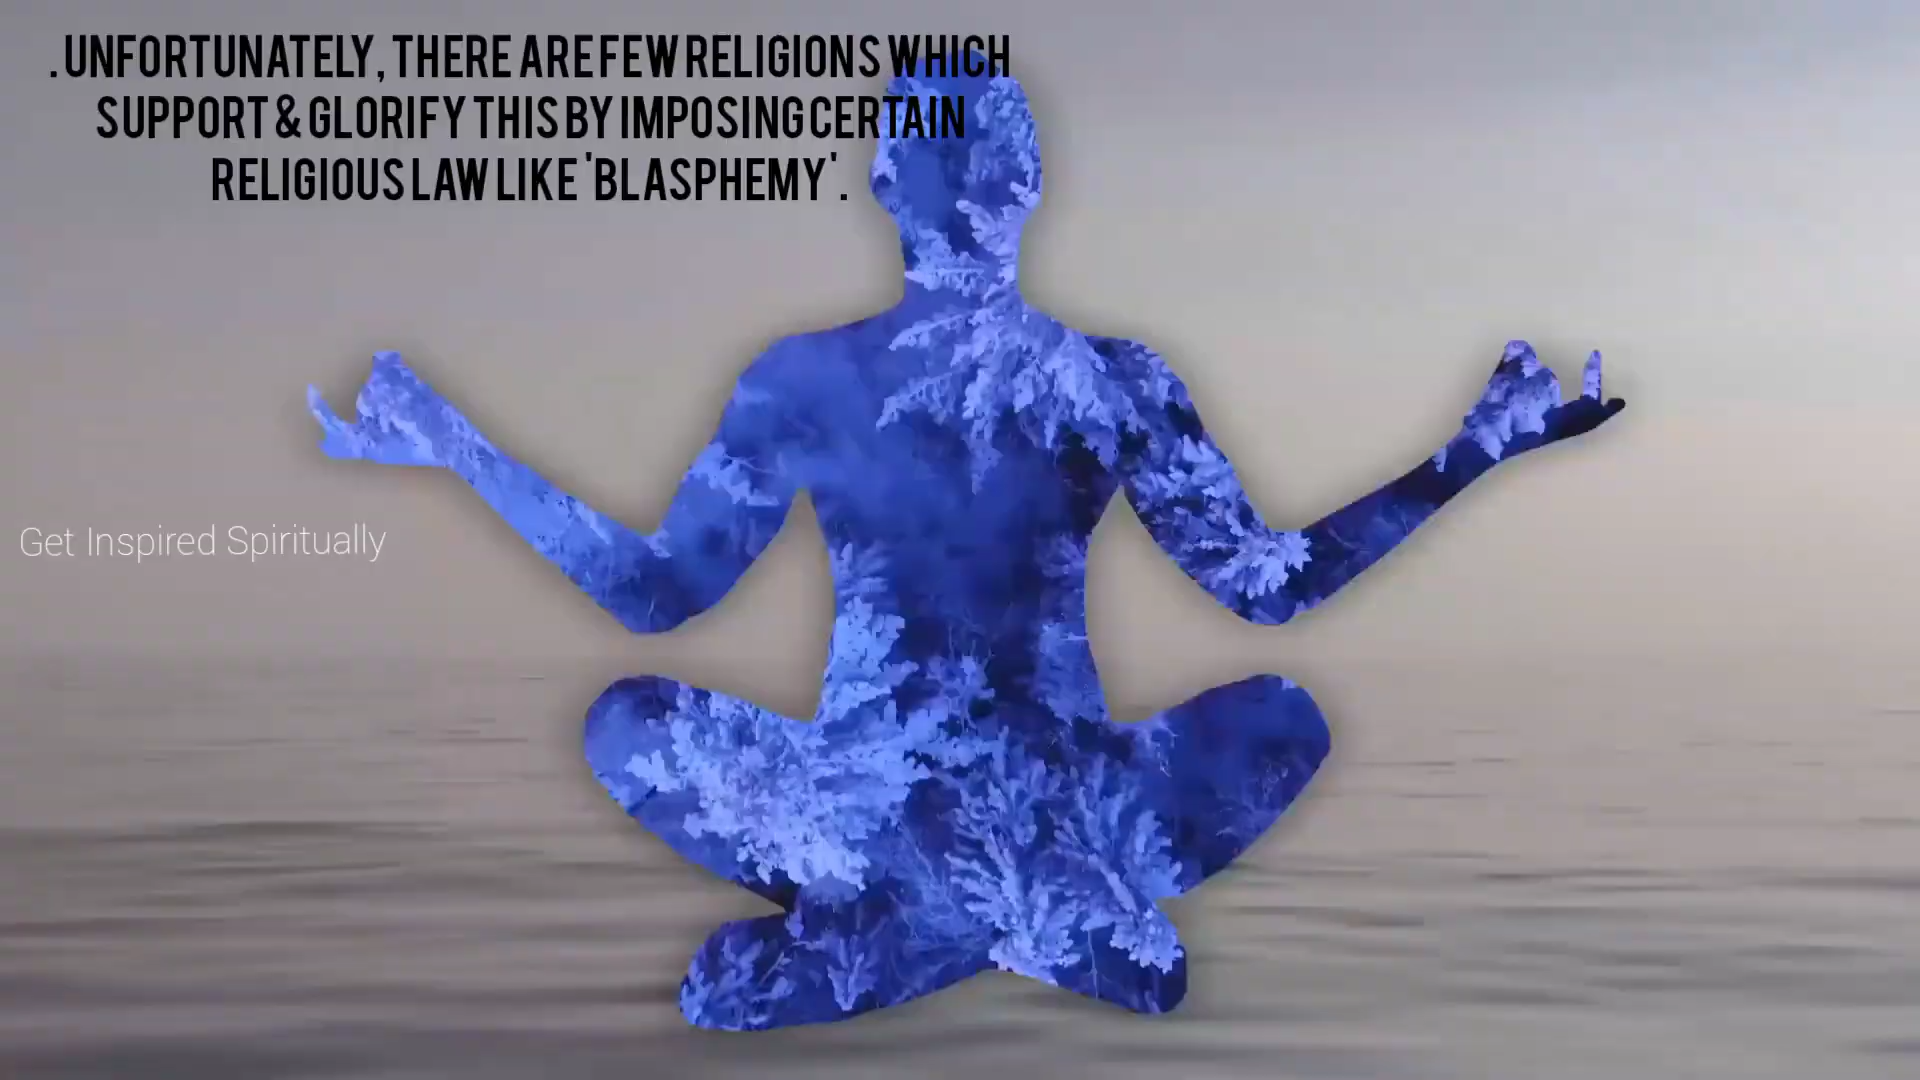 .UNFORTUNATELY, THERE ARE FEW RELIGIONS WHICH
SUPPORT & GLORIFY THIS BY IMPOSING CERTAIN
RELIGIOUS LAW LIKE 'BLASPHEMY'.
Get Inspired Spiritually